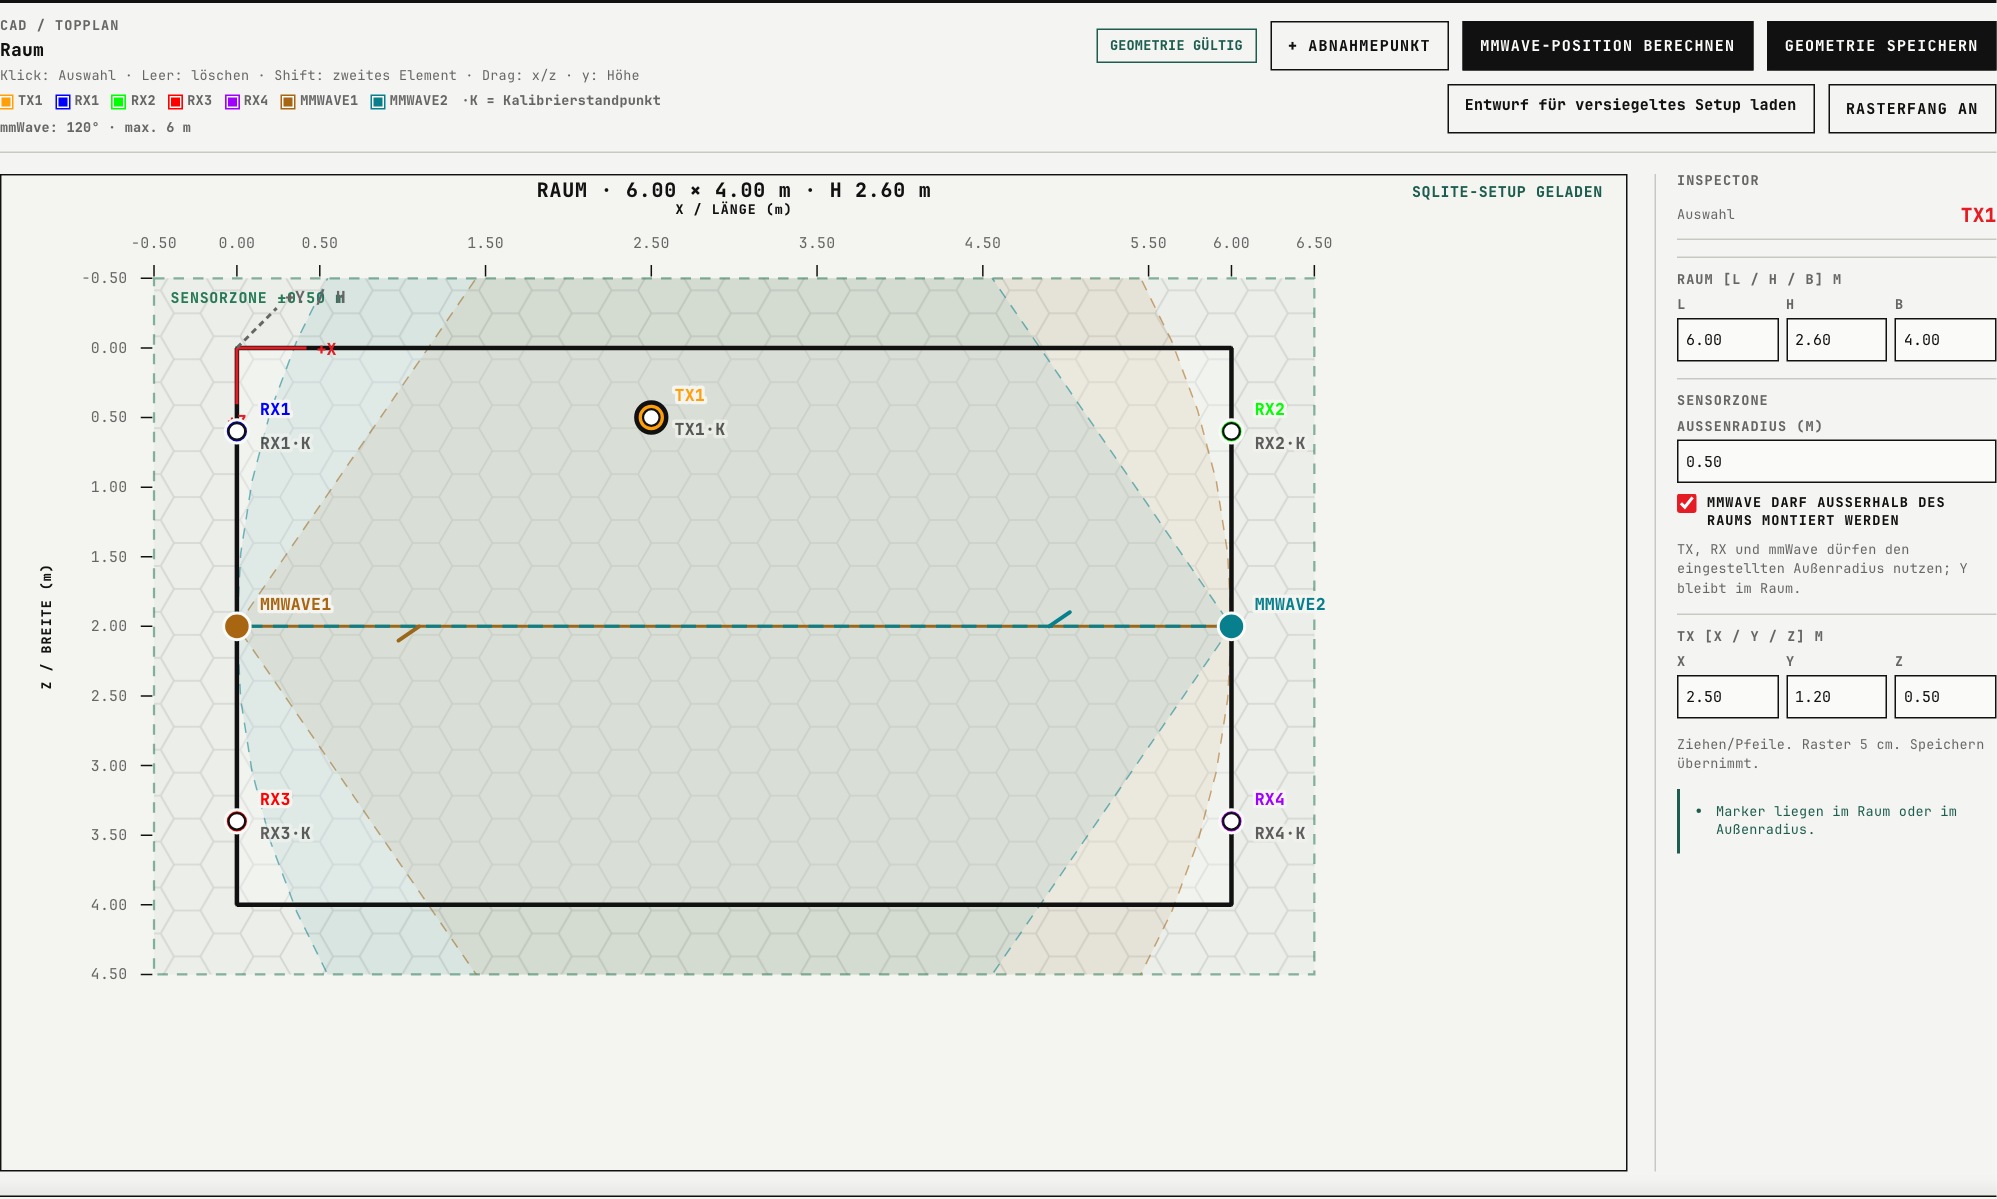 CAD / TOPPLAN
Raum
Klick: Auswahl · Leer: löschen · Shift: zweites Element · Drag: x/z · y: Höhe
TX1 RX1 RX2 RX3 RX4 MMWAVE1 MMWAVE2 ·K = Kalibrierstandpunkt
mmWave: 120° · max. 6 m
GEOMETRIE GÜLTIG
+ ABNAHMEPUNKT
MMWAVE-POSITION BERECHNEN
GEOMETRIE SPEICHERN
Entwurf für versiegeltes Setup laden
RASTERFANG AN
RAUM · 6.00 × 4.00 m · H 2.60 m
X / LÄNGE (m)
SQLITE-SETUP GELADEN
-0.50 0.00 0.50 1.50 2.50 3.50 4.50 5.50 6.00 6.50
-0.50
SENSORZONE ±0.50 m
+Y / H
0.00
+X
TX1
RX1
RX2
0.50
TX1·K
RX1·K
RX2·K
1.00
1.50
Z / BREITE (m)
MMWAVE1
MMWAVE2
2.00
2.50
3.00
RX3
RX4
3.50
RX3·K
RX4·K
4.00
4.50
INSPECTOR
Auswahl TX1
RAUM [L / H / B] M
L H B
6.00 2.60 4.00
SENSORZONE
AUSSENRADIUS (M)
0.50
MMWAVE DARF AUSSERHALB DES
RAUMS MONTIERT WERDEN
TX, RX und mmWave dürfen den
eingestellten Außenradius nutzen; Y
bleibt im Raum.
TX [X / Y / Z] M
X Y Z
2.50 1.20 0.50
Ziehen/Pfeile. Raster 5 cm. Speichern
übernimmt.
• Marker liegen im Raum oder im
Außenradius.